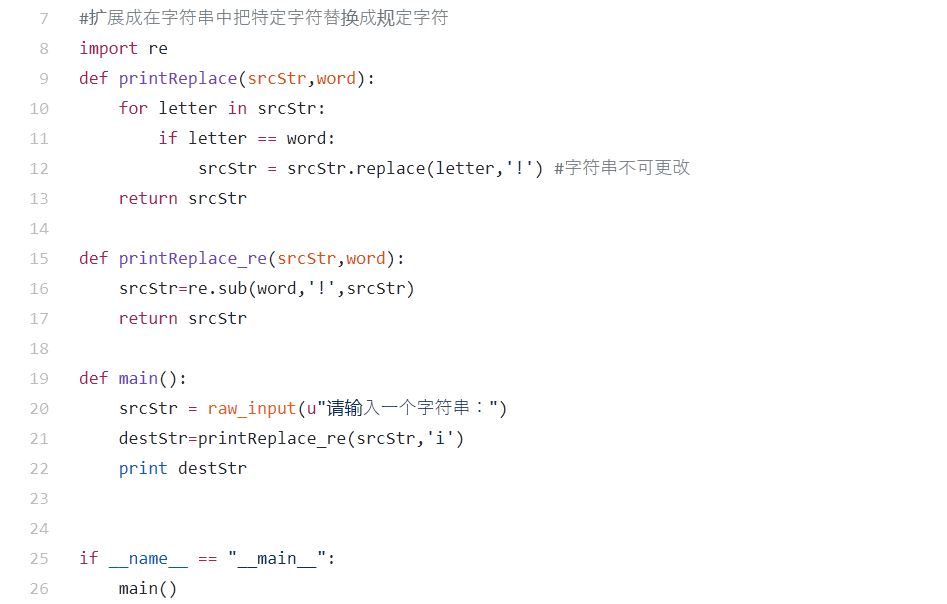 7 #扩展成在字符串中把特定字符替换成规定字符
8 import re
9 def printReplace(srcStr,word):
10     for letter in srcStr:
11         if letter == word:
12             srcStr = srcStr.replace(letter,'!') #字符串不可更改
13     return srcStr
14
15 def printReplace_re(srcStr,word):
16     srcStr=re.sub(word,'!',srcStr)
17     return srcStr
18
19 def main():
20     srcStr = raw_input(u"请输入一个字符串：")
21     destStr=printReplace_re(srcStr,'i')
22     print destStr
23
24
25 if __name__ == "__main__":
26     main()